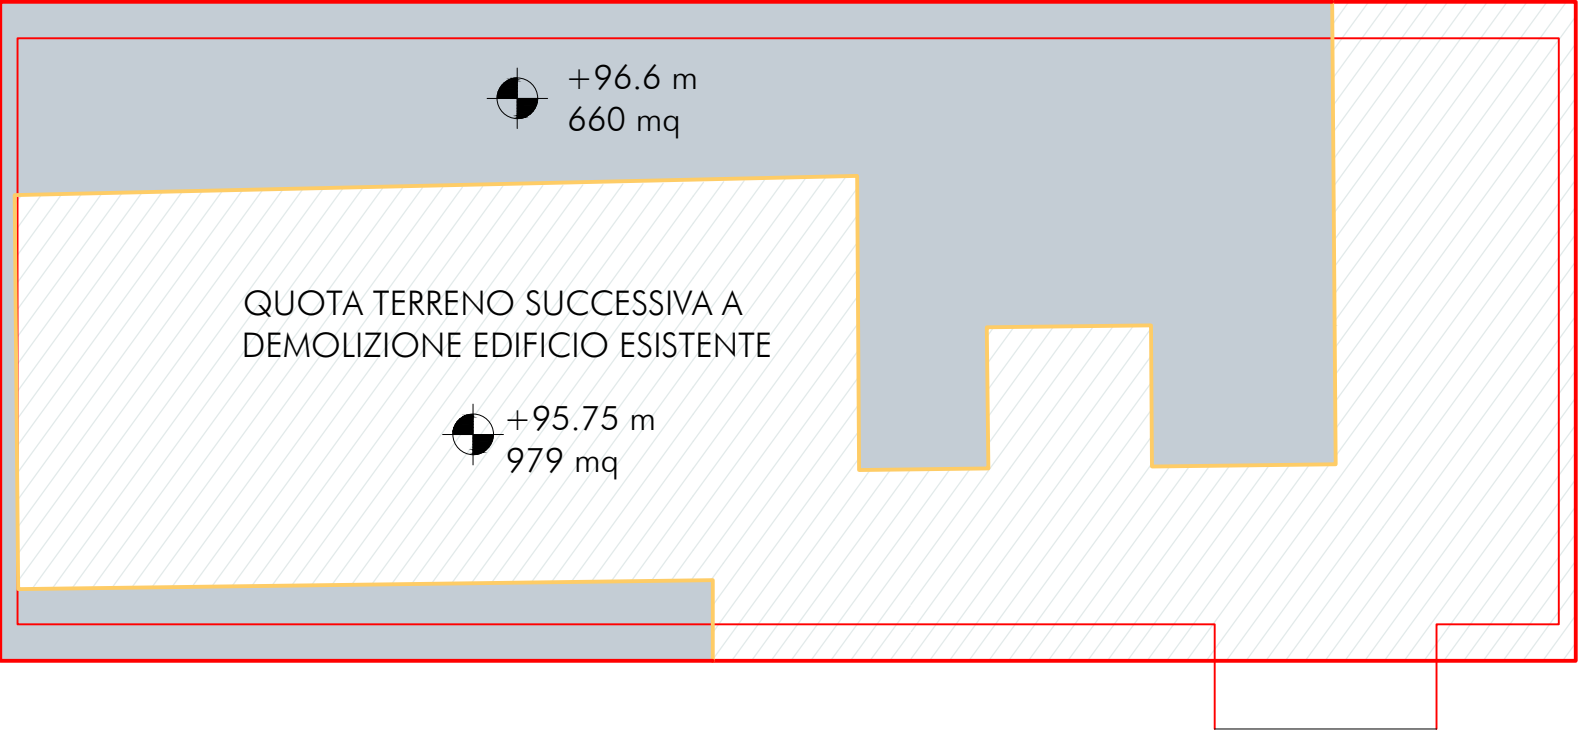 +96.6 m
660 mq
QUOTA TERRENO SUCCESSIVA A
DEMOLIZIONE EDIFICIO ESISTENTE
+95.75 m
979 mq